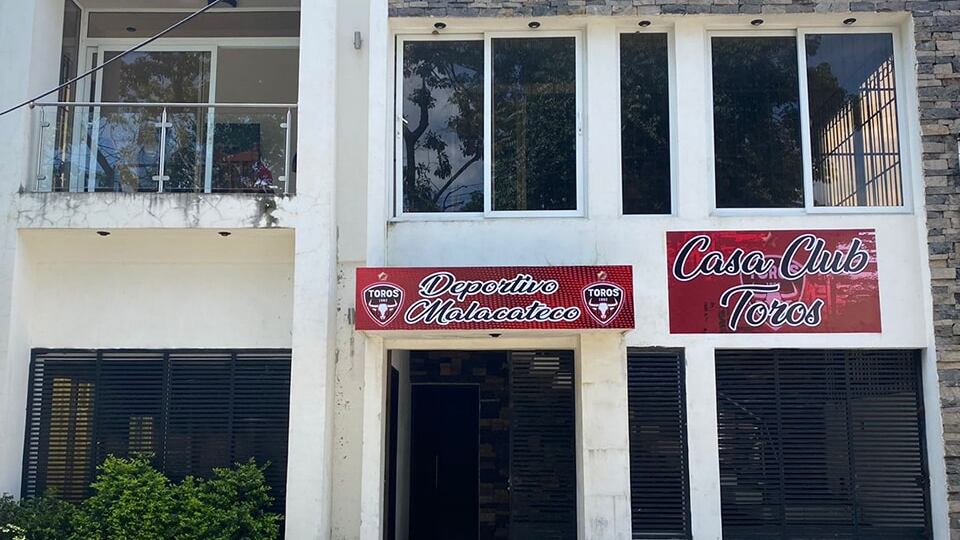 Deportivo
Malacateco
TOROS
TOROS
Casa Club
Toros